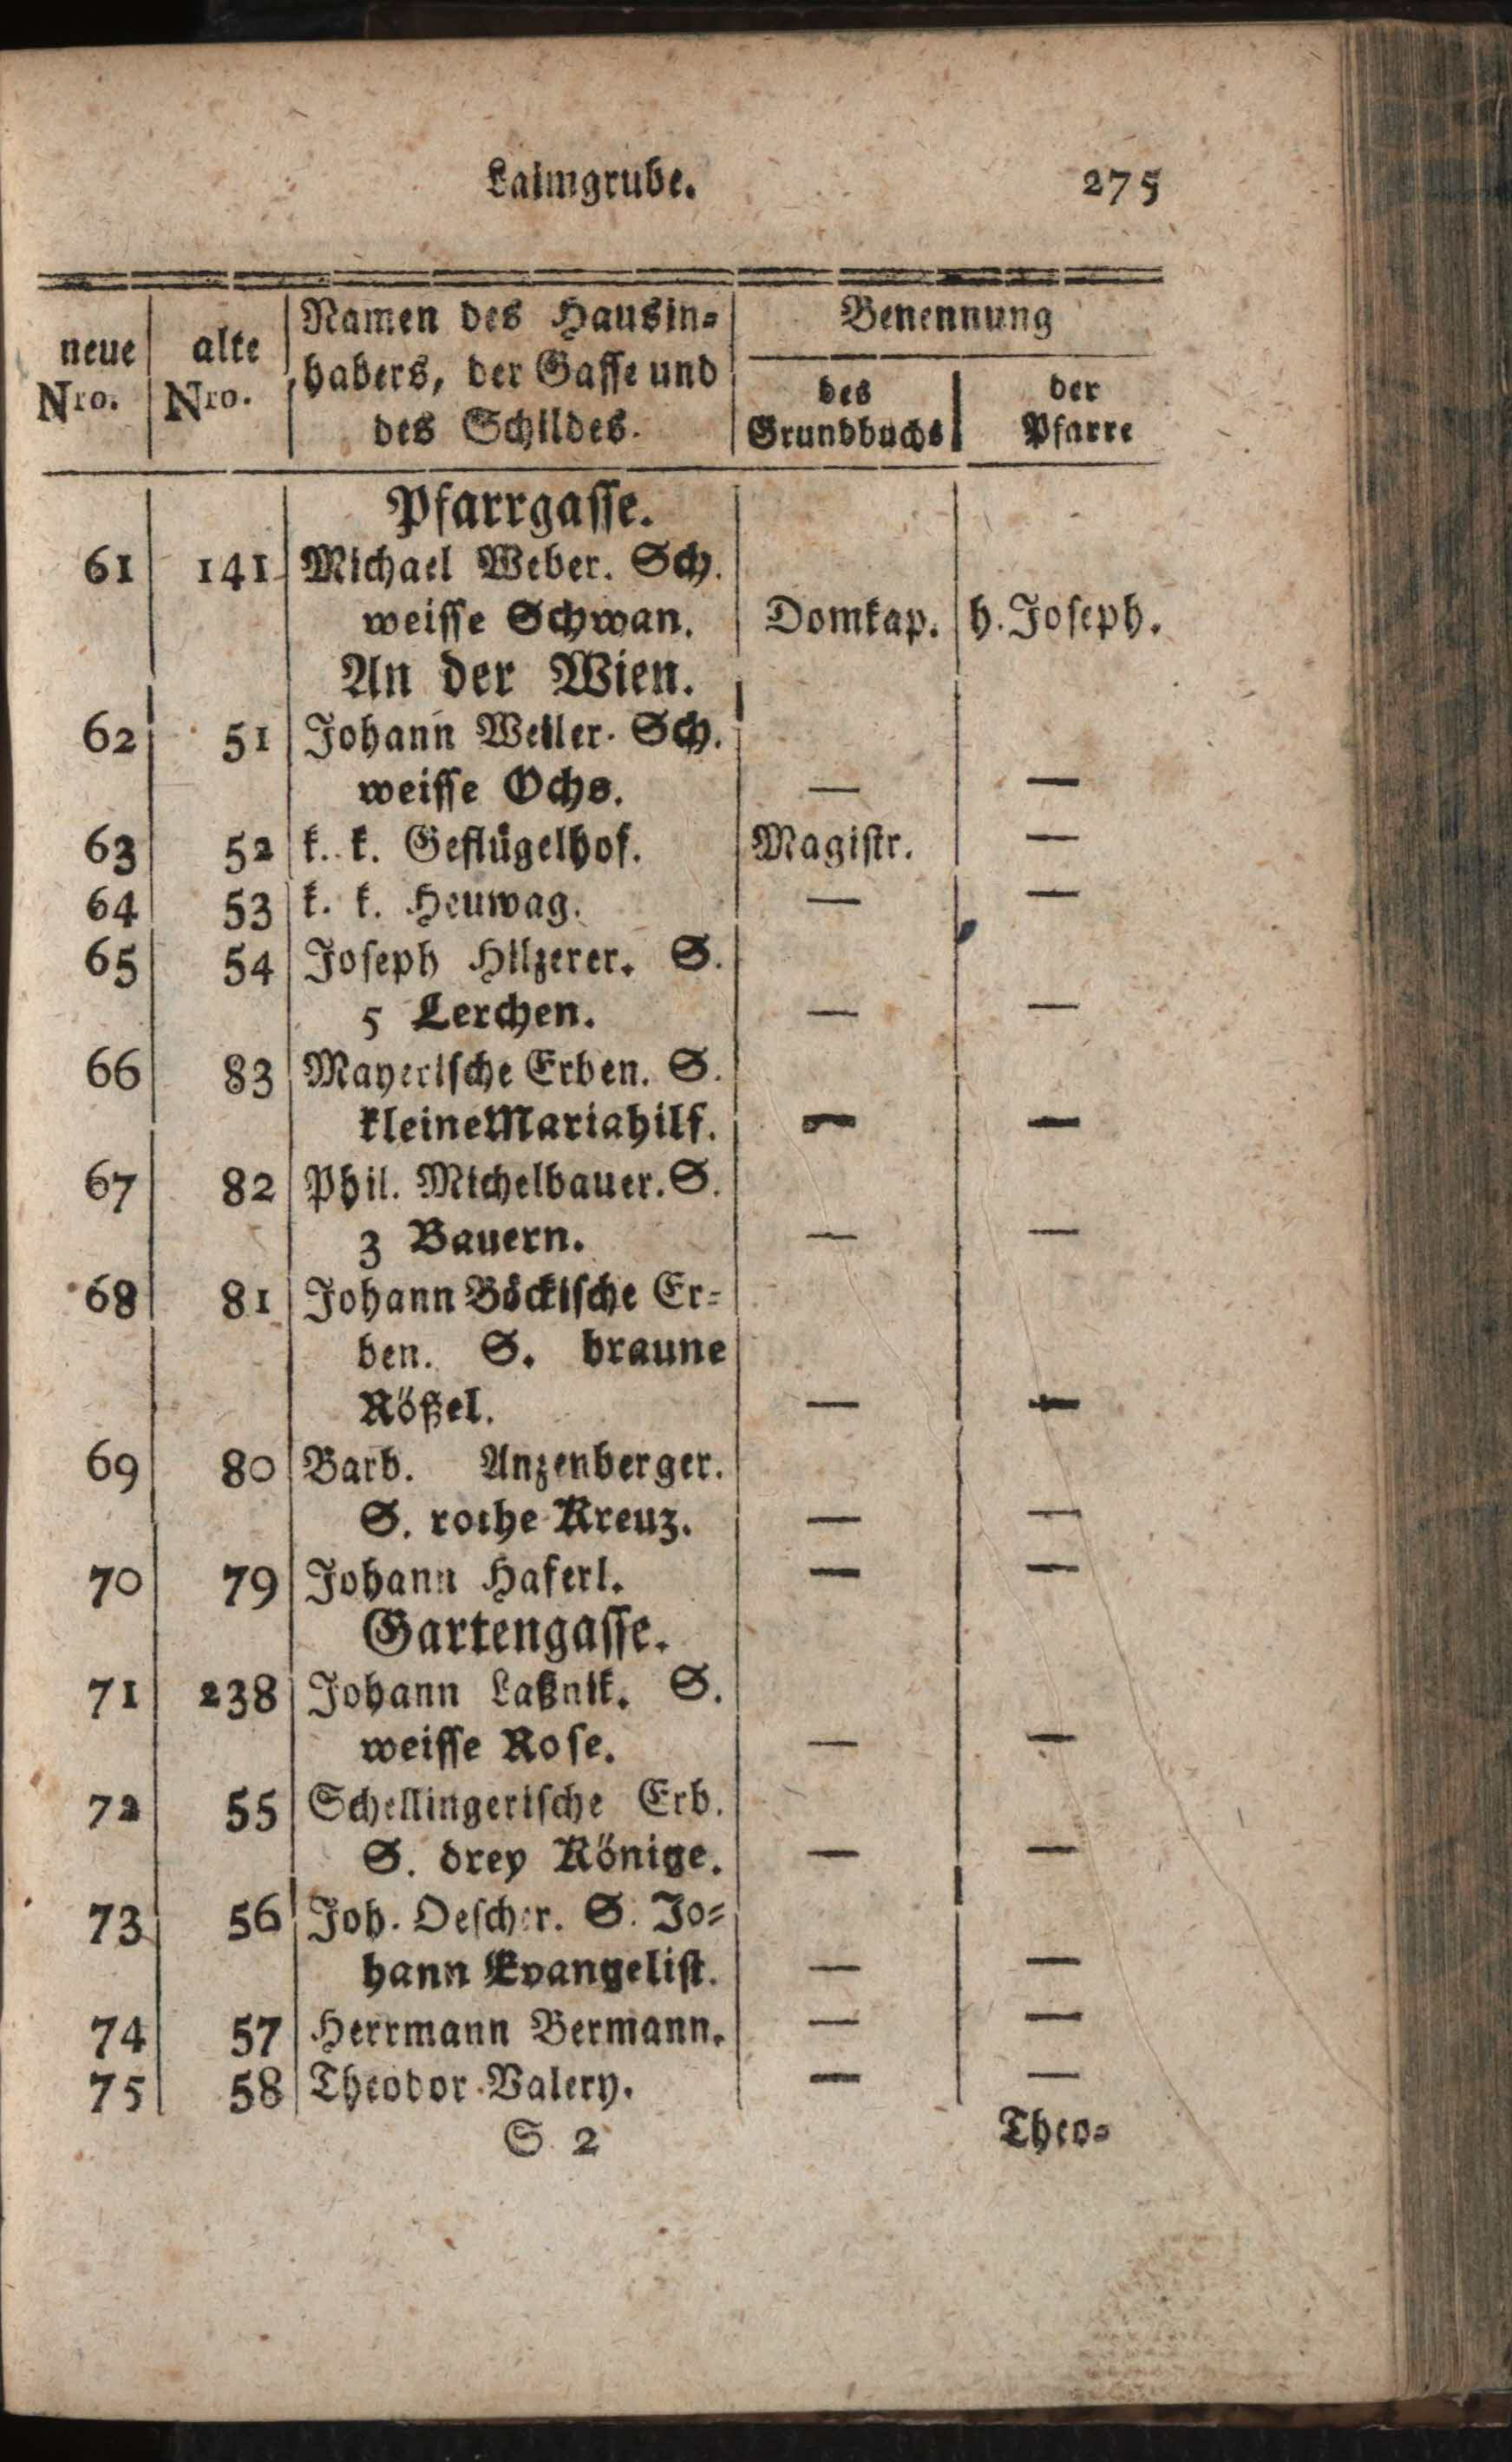 Laimgrube. 275
neue Nro. alte Nro. Namen des Hausin= Benennung
habers, der Gasse und des der
des Schildes. Grundbuchs Pfarre
Pfarrgasse.
61 141 Michael Weber. Sch.
weisse Schwan. Domkap. h. Joseph.
An der Wien.
62 51 Johann Weiler. Sch.
weisse Ochs. — —
63 52 k. k. Geflügelhof. Magistr. —
64 53 k. k. Heuwag. — —
65 54 Joseph Hilzerer. S.
5 Lerchen. — —
66 83 Mayerische Erben. S.
kleine Mariahilf. — —
67 82 Phil. Michelbauer. S.
3 Bauern. — —
68 81 Johann Böckische Er=
ben. S. braune
Rößel. — —
69 80 Barb. Anzenberger.
S. rothe Kreuz. — —
70 79 Johann Haferl. — —
Gartengasse.
71 238 Johann Laßnik. S.
weisse Rose. — —
72 55 Schellingerische Erb.
S. drey Könige. — —
73 56 Joh. Oescher. S. Jo=
hann Evangelist. — —
74 57 Herrmann Bermann. — —
75 58 Theodor Valery. — —
S 2 Theo=